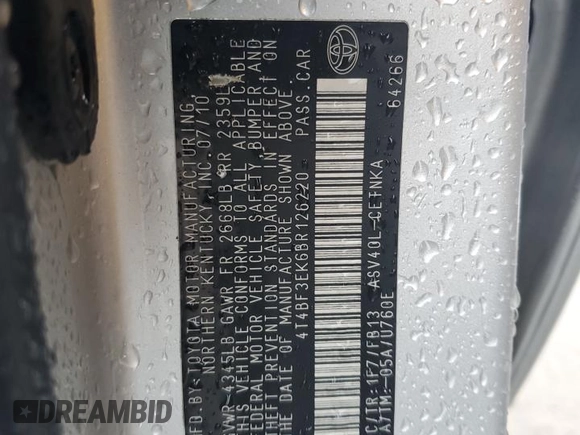 MFD.BY: TOYOTA MOTOR MANUFACTURING,
NORTHERN KENTUCKY, INC. 07/10
GVWR 4345LB GAWR FR 2668LB RR 2359
THIS VEHICLE CONFORMS TO ALL APPLICABLE
FEDERAL MOTOR VEHICLE SAFETY, BUMPER, AND
THEFT PREVENTION STANDARDS IN EFFECT ON
THE DATE OF MANUFACTURE SHOWN ABOVE.
4T4BF3EK6BR126220 PASS.CAR
C/TR:1F7/FB13 ASV40L-CETNKA
A/TM:-05A/U760E
64266
AutoBidMaster